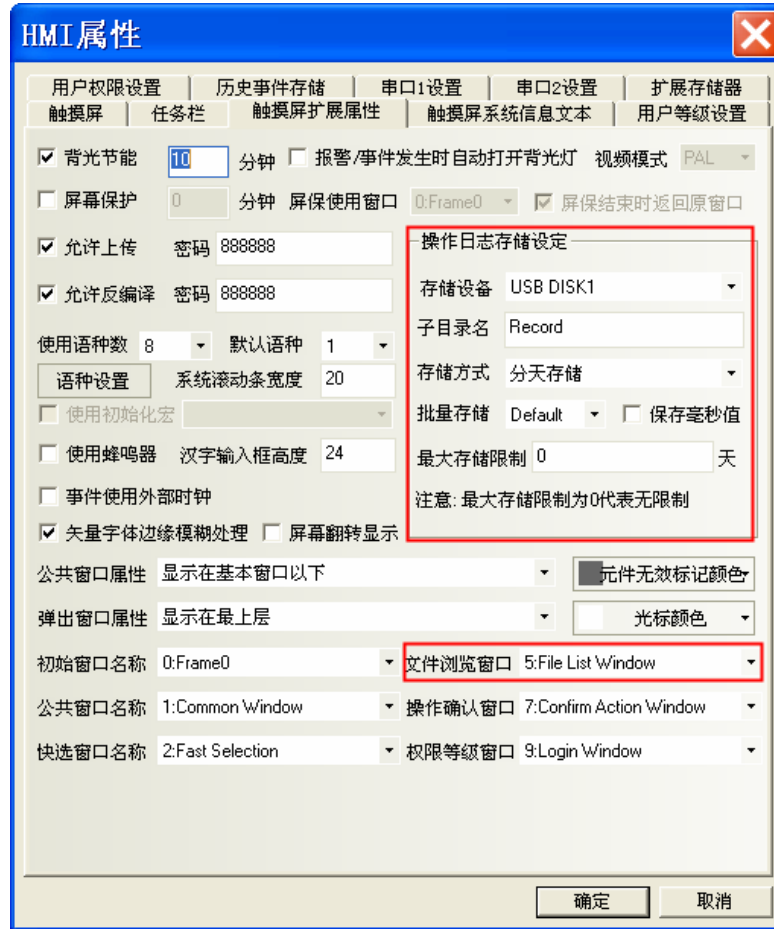 HMI属性
用户权限设置 历史事件存储 串口1设置 串口2设置 扩展存储器
触摸屏 任务栏 触摸屏扩展属性 触摸屏系统信息文本 用户等级设置
背光节能 10 分钟 报警/事件发生时自动打开背光灯 视频模式 PAL
屏幕保护 0 分钟 屏保使用窗口 0:Frame0 屏保结束时返回原窗口
允许上传 密码 888888
允许反编译 密码 888888
使用语种数 8 默认语种 1
语种设置 系统滚动条宽度 20
使用初始化宏
使用蜂鸣器 汉字输入框高度 24
事件使用外部时钟
矢量字体边缘模糊处理 屏幕翻转显示
操作日志存储设定
存储设备 USB DISK1
子目录名 Record
存储方式 分天存储
批量存储 Default 保存毫秒值
最大存储限制 0 天
注意:最大存储限制为0代表无限制
公共窗口属性 显示在基本窗口以下 元件无效标记颜色
弹出窗口属性 显示在最上层 光标颜色
初始窗口名称 0:Frame0 文件浏览窗口 5:File List Window
公共窗口名称 1:Common Window 操作确认窗口 7:Confirm Action Window
快选窗口名称 2:Fast Selection 权限等级窗口 9:Login Window
确定 取消